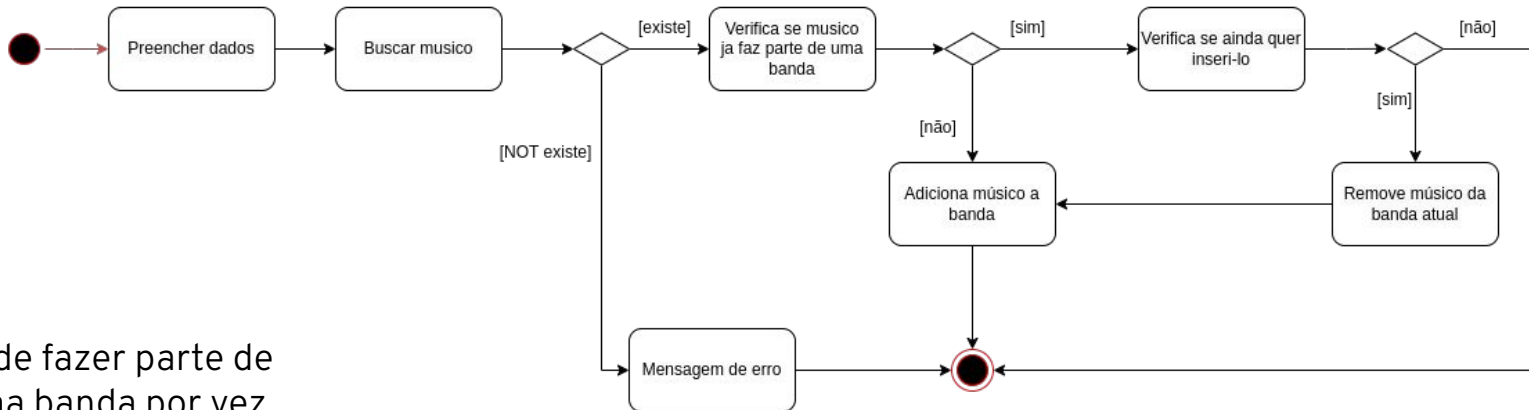 Preencher dados
Buscar musico
[existe]
Verifica se musico
ja faz parte de uma
banda
[sim]
Verifica se ainda quer
inseri-lo
[não]
[sim]
[não]
[NOT existe]
Adiciona músico a
banda
Remove músico da
banda atual
Mensagem de erro
de fazer parte de
banda por vez